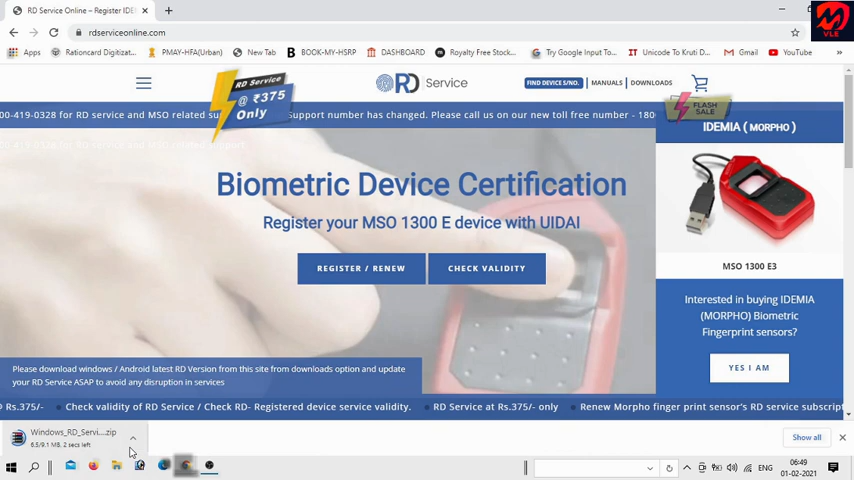 RD Service Online – Register IDEM
VLE
rdserviceonline.com
Apps Rationcard Digitizat... PMAY-HFA(Urban) New Tab BOOK-MY-HSRP DASHBOARD Royalty Free Stock... Try Google Input To... Unicode To Kruti D... Gmail YouTube
RD Service
@ ₹375
Only
RD Service
FIND DEVICE S/NO. MANUALS DOWNLOADS
FLASH
SALE
00-419-0328 for RD service and MSO related su Support number has changed. Please call us on our new toll free number - 180
IDEMIA ( MORPHO )
Biometric Device Certification
Register your MSO 1300 E device with UIDAI
REGISTER / RENEW CHECK VALIDITY
MSO 1300 E3
Interested in buying IDEMIA
(MORPHO) Biometric
Fingerprint sensors?
YES I AM
Please download windows / Android latest RD Version from this site from downloads option and update
your RD Service ASAP to avoid any disruption in services
@ Rs.375/- Check validity of RD Service / Check RD- Registered device service validity. RD Service at Rs.375/- only Renew Morpho finger print sensor's RD service subscript
Windows_RD_Servi....zip
6.5/9.1 MB, 2 secs left
Show all
ENG
06:49
01-02-2021